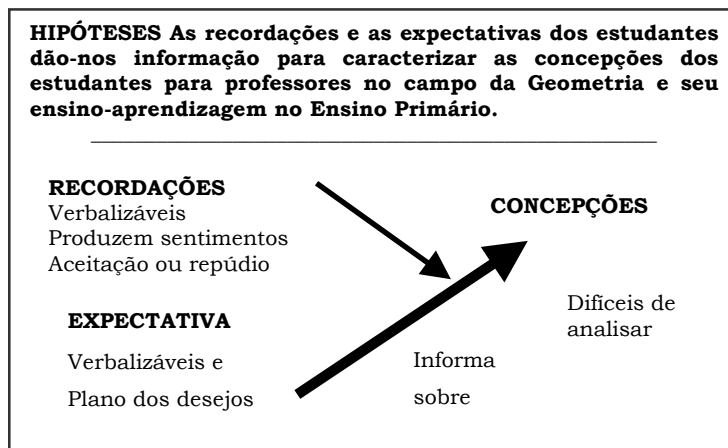 HIPÓTESES As recordações e as expectativas dos estudantes
dão-nos informação para caracterizar as concepções dos
estudantes para professores no campo da Geometria e seu
ensino-aprendizagem no Ensino Primário.
RECORDAÇÕES
Verbalizáveis
Produzem sentimentos
Aceitação ou repúdio
CONCEPÇÕES
Difíceis de
analisar
EXPECTATIVA
Verbalizáveis e
Plano dos desejos
Informa
sobre